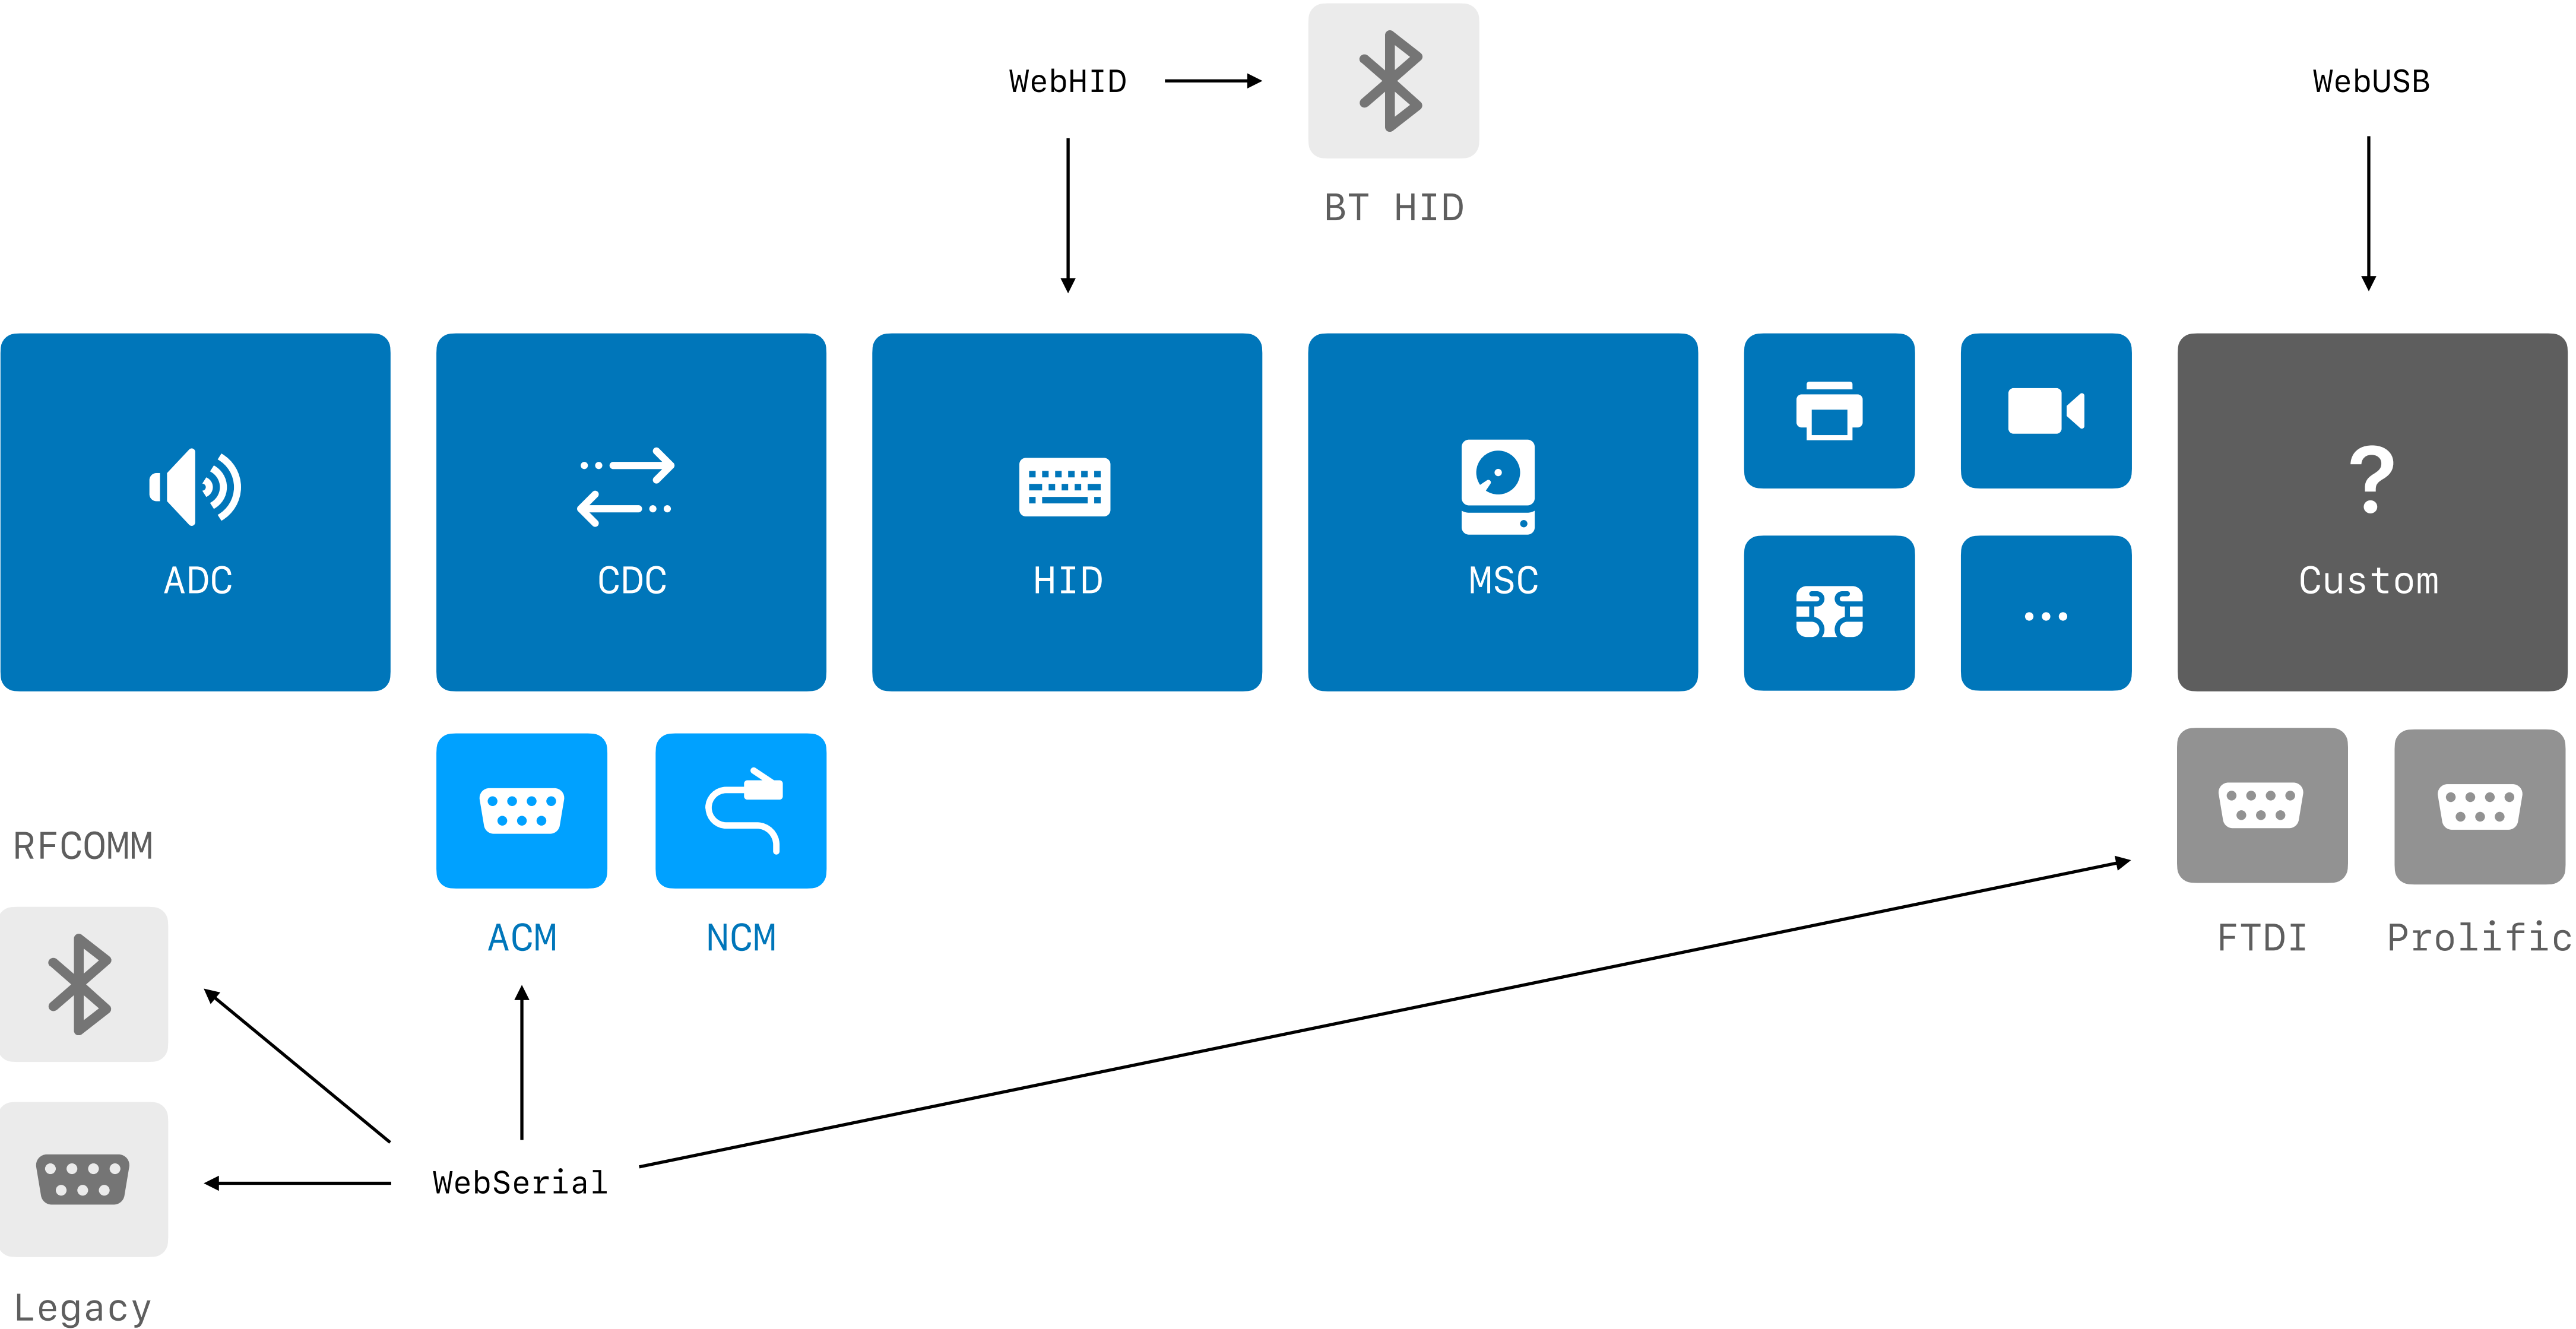 WebHID
WebUSB
BT HID
ADC
CDC
HID
MSC
?
Custom
RFCOMM
ACM
NCM
FTDI
Prolific
WebSerial
Legacy